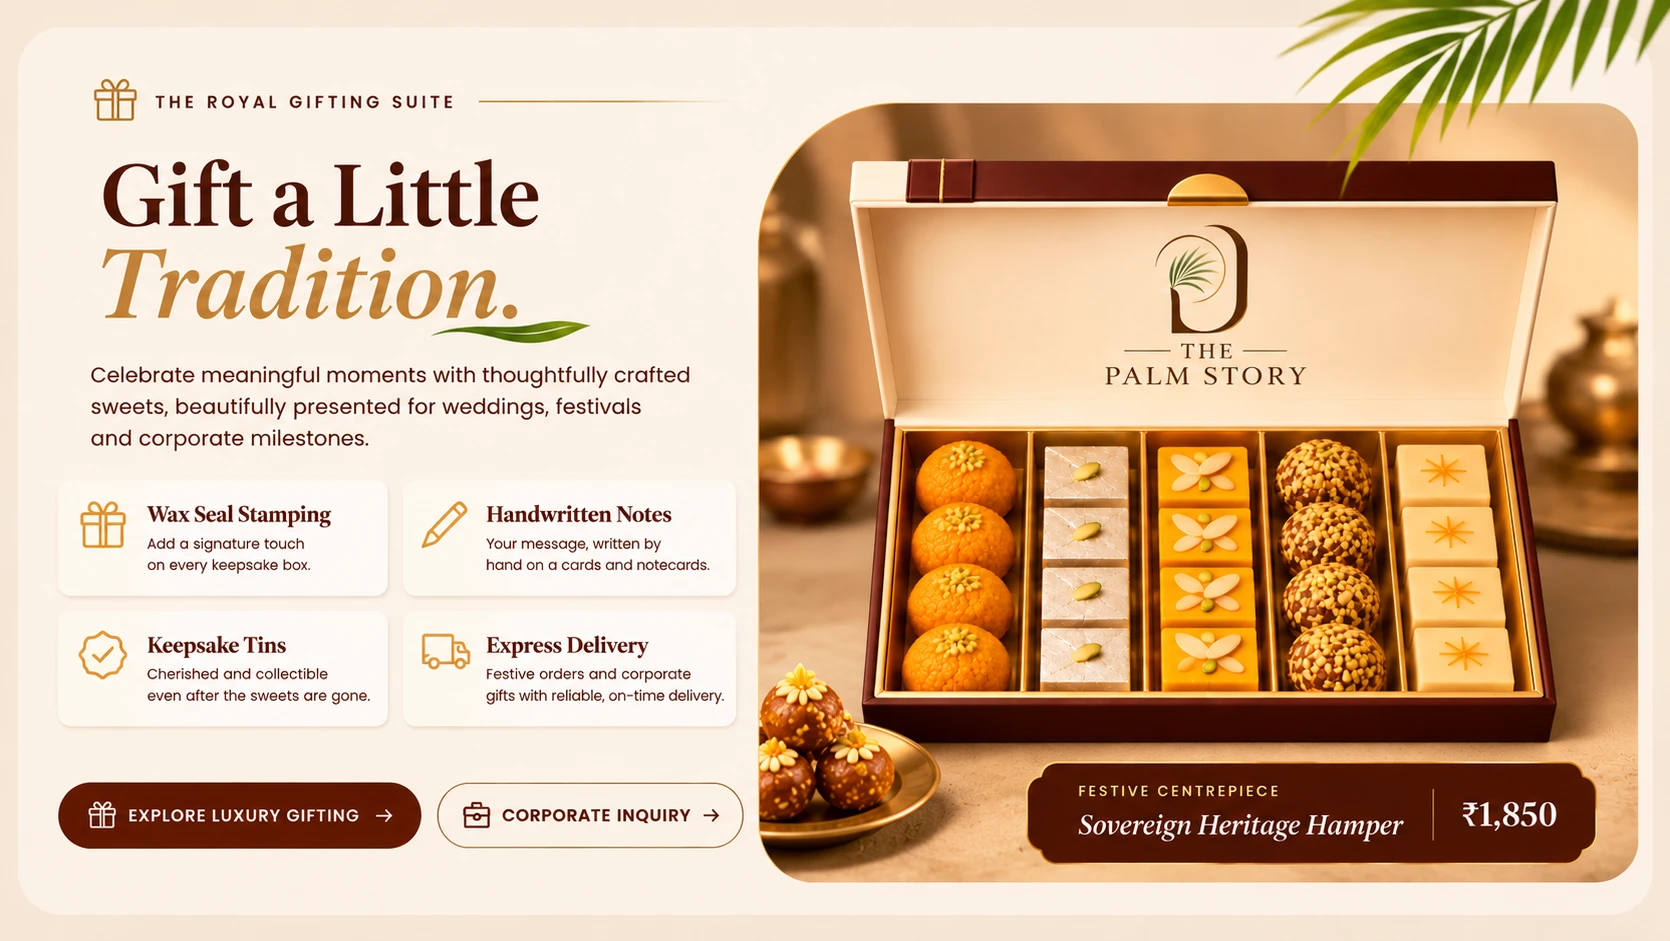 THE ROYAL GIFTING SUITE
Gift a Little
Tradition.
Celebrate meaningful moments with thoughtfully crafted
sweets, beautifully presented for weddings, festivals
and corporate milestones.
Wax Seal Stamping
Add a signature touch
on every keepsake box.
Handwritten Notes
Your message, written by
hand on a cards and notecards.
Keepsake Tins
Cherished and collectible
even after the sweets are gone.
Express Delivery
Festive orders and corporate
gifts with reliable, on-time delivery.
EXPLORE LUXURY GIFTING →
CORPORATE INQUIRY →
THE
PALM STORY
FESTIVE CENTREPIECE
Sovereign Heritage Hamper
₹1,850